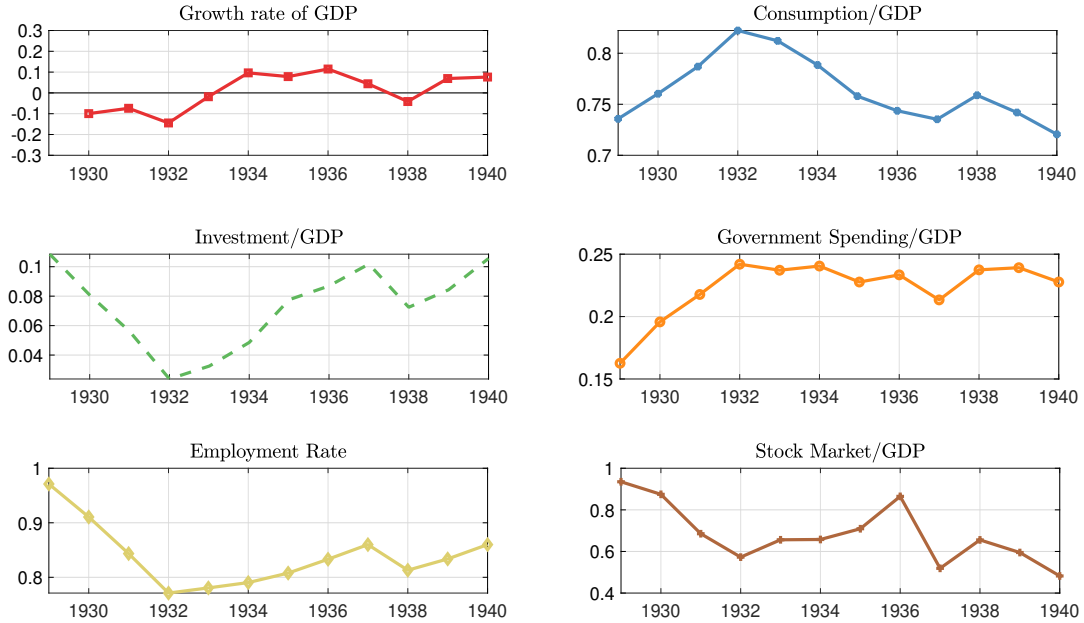 Growth rate of GDP
0.3
0.2
0.1
0
-0.1
-0.2
-0.3
1930 1932 1934 1936 1938 1940
Consumption/GDP
0.8
0.75
0.7
1930 1932 1934 1936 1938 1940
Investment/GDP
0.1
0.08
0.06
0.04
1930 1932 1934 1936 1938 1940
Government Spending/GDP
0.25
0.2
0.15
1930 1932 1934 1936 1938 1940
Employment Rate
1
0.9
0.8
1930 1932 1934 1936 1938 1940
Stock Market/GDP
1
0.8
0.6
0.4
1930 1932 1934 1936 1938 1940